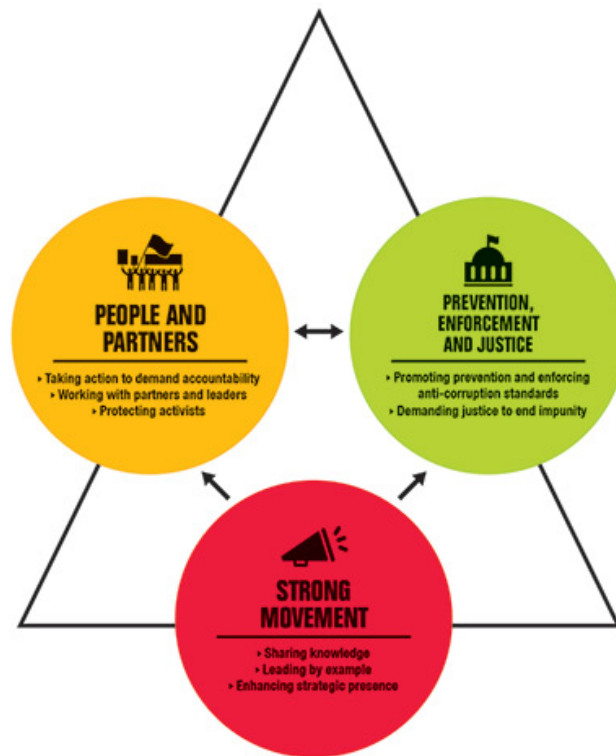 PEOPLE AND
PARTNERS
‣ Taking action to demand accountability
‣ Working with partners and leaders
‣ Protecting activists
PREVENTION,
ENFORCEMENT
AND JUSTICE
‣ Promoting prevention and enforcing
anti-corruption standards
‣ Demanding justice to end impunity
STRONG
MOVEMENT
‣ Sharing knowledge
‣ Leading by example
‣ Enhancing strategic presence